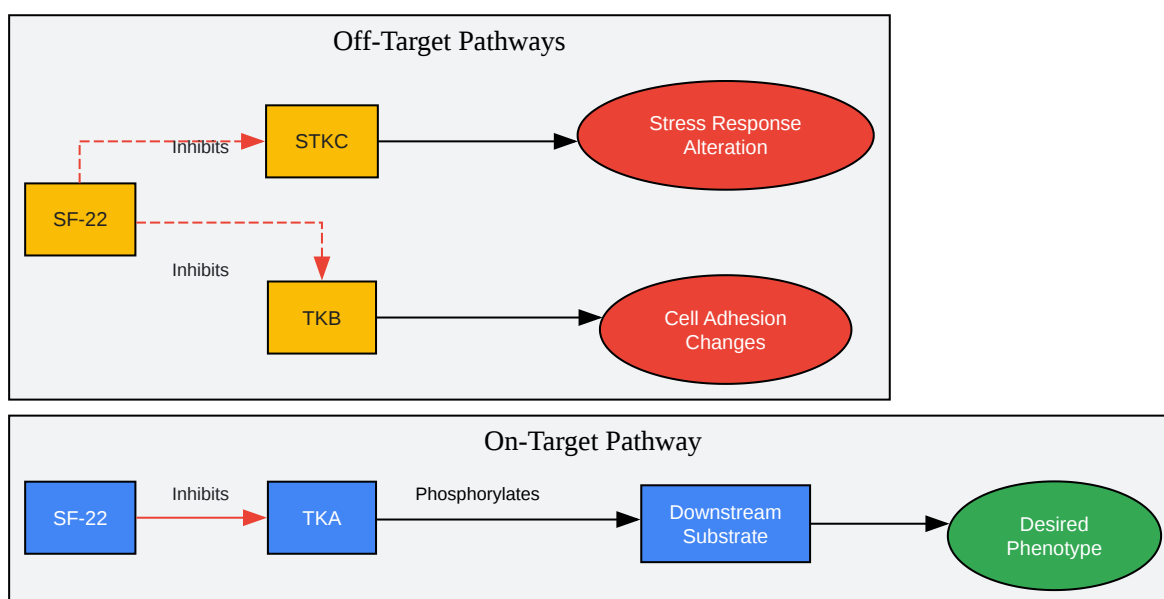 Off-Target Pathways
Inhibits
STKC
Stress Response
Alteration
SF-22
Inhibits
TKB
Cell Adhesion
Changes
On-Target Pathway
SF-22
Inhibits
TKA
Phosphorylates
Downstream
Substrate
Desired
Phenotype